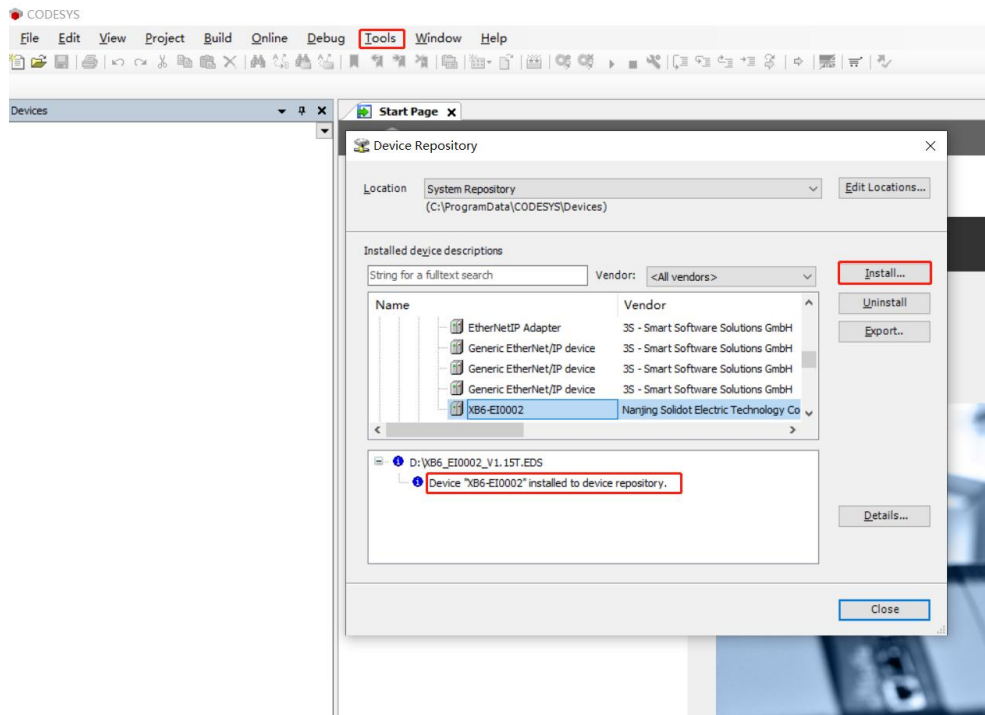 CODESYS
File Edit View Project Build Online Debug Tools Window Help
Devices
Start Page
Device Repository
Location System Repository Edit Locations...
(C:\ProgramData\CODESYS\Devices)
Installed device descriptions
String for a fulltext search Vendor: <All vendors> Install...
Name Vendor Uninstall
EtherNetIP Adapter 3S - Smart Software Solutions GmbH Export..
Generic EtherNet/IP device 3S - Smart Software Solutions GmbH
Generic EtherNet/IP device 3S - Smart Software Solutions GmbH
Generic EtherNet/IP device 3S - Smart Software Solutions GmbH
XB6-EI0002 Nanjing Solidot Electric Technology Co
D:\XB6_EI0002_V1.15T.EDS
Device "XB6-EI0002" installed to device repository.
Details...
Close